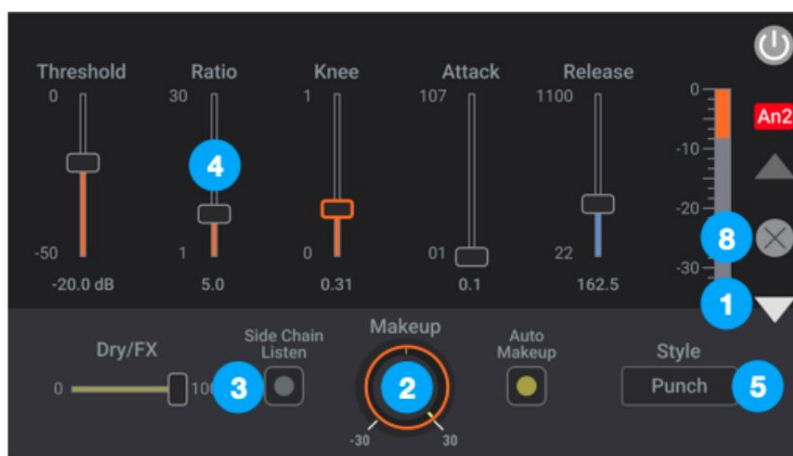 Threshold
Ratio
Knee
Attack
Release
0
30
1
107
1100
0
An2
4
-10
-20
8
-50
1
0
01
22
-30
-20.0 dB
5.0
0.31
0.1
162.5
1
Dry/FX
Side Chain
Listen
Makeup
Auto
Makeup
Style
0
100
3
2
Punch
5
-30
30